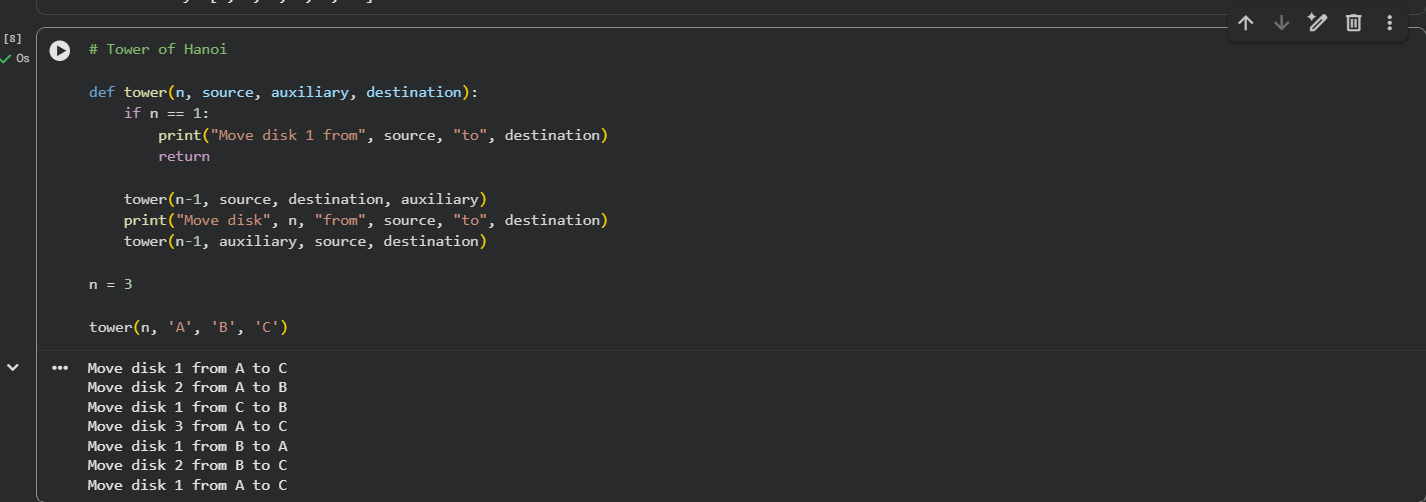 [8]
0s
# Tower of Hanoi
def tower(n, source, auxiliary, destination):
    if n == 1:
        print("Move disk 1 from", source, "to", destination)
        return
    tower(n-1, source, destination, auxiliary)
    print("Move disk", n, "from", source, "to", destination)
    tower(n-1, auxiliary, source, destination)
n = 3
tower(n, 'A', 'B', 'C')
Move disk 1 from A to C
Move disk 2 from A to B
Move disk 1 from C to B
Move disk 3 from A to C
Move disk 1 from B to A
Move disk 2 from B to C
Move disk 1 from A to C